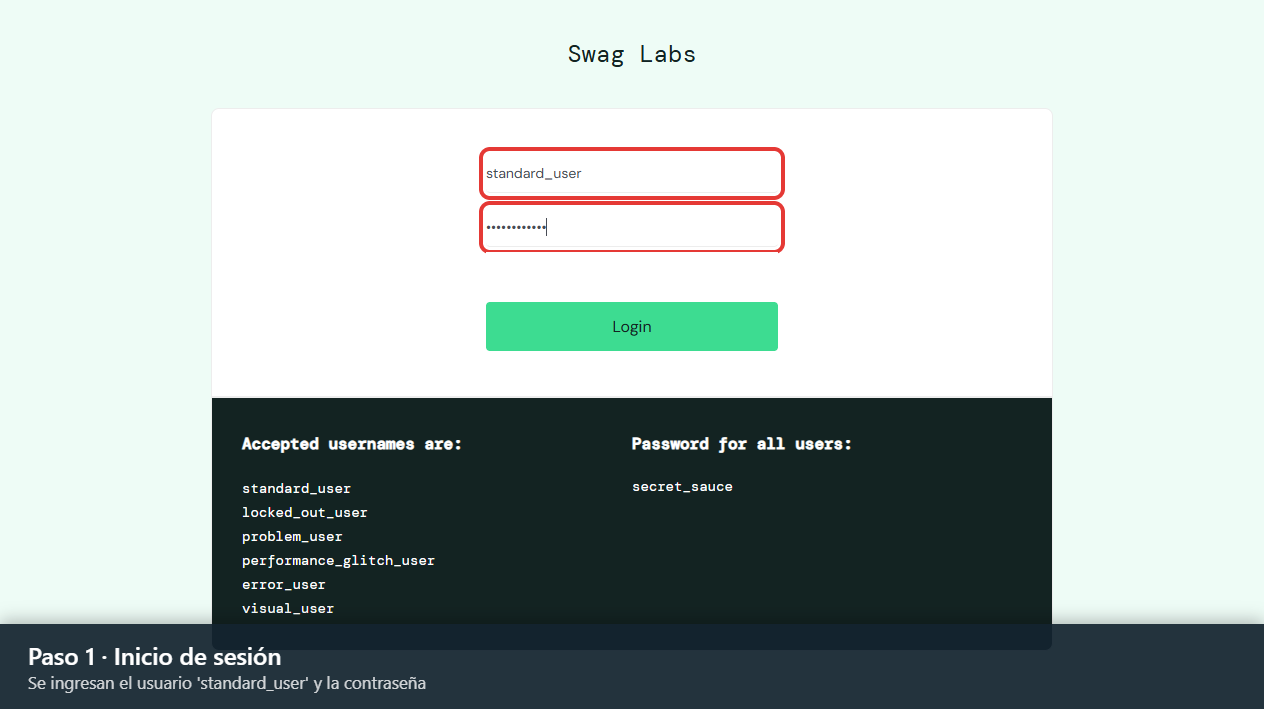 Swag Labs
standard_user
••••••••••••
Login
Accepted usernames are:
standard_user
locked_out_user
problem_user
performance_glitch_user
error_user
visual_user
Password for all users:
secret_sauce
Paso 1 · Inicio de sesión
Se ingresan el usuario 'standard_user' y la contraseña